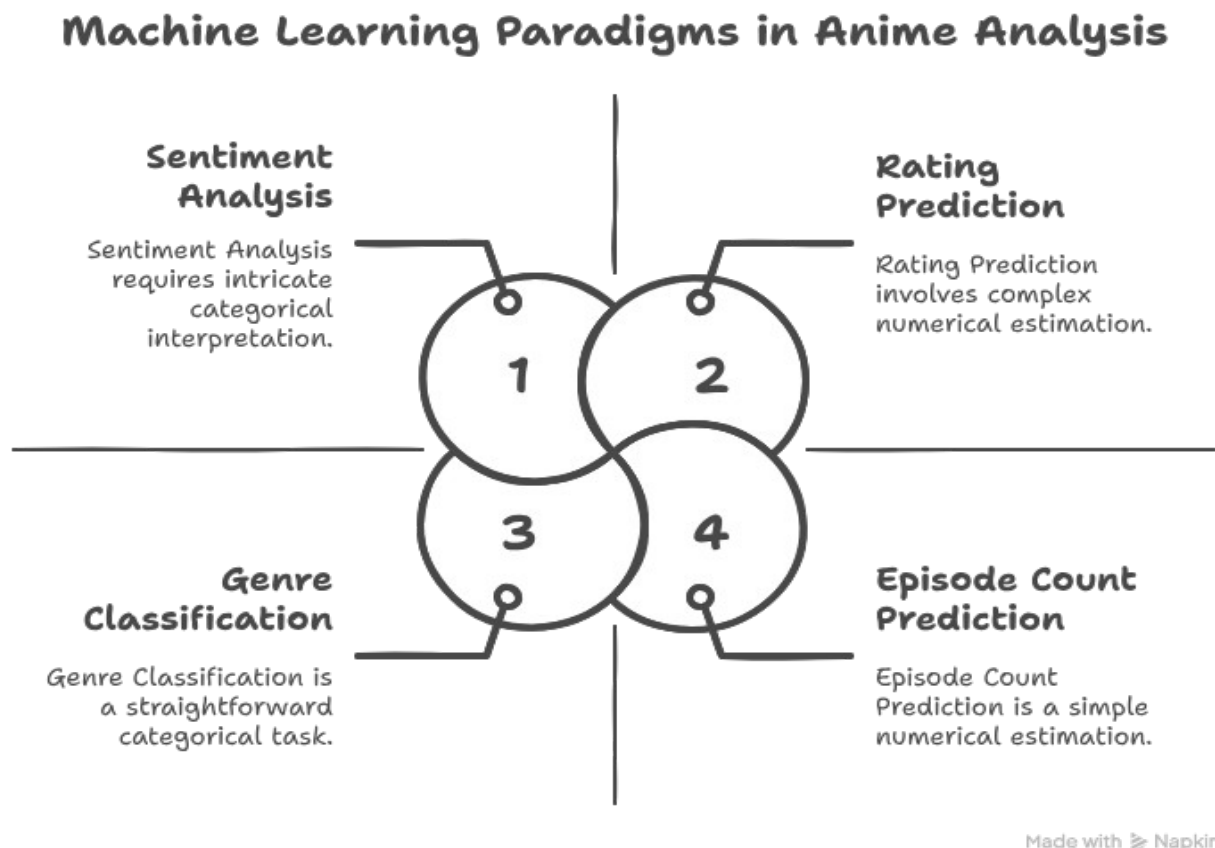 Machine Learning Paradigms in Anime Analysis
Sentiment
Analysis
Sentiment Analysis
requires intricate
categorical
interpretation.
Rating
Prediction
Rating Prediction
involves complex
numerical estimation.
1
2
3
4
Genre
Classification
Genre Classification is
a straightforward
categorical task.
Episode Count
Prediction
Episode Count
Prediction is a simple
numerical estimation.
Made with Napkin